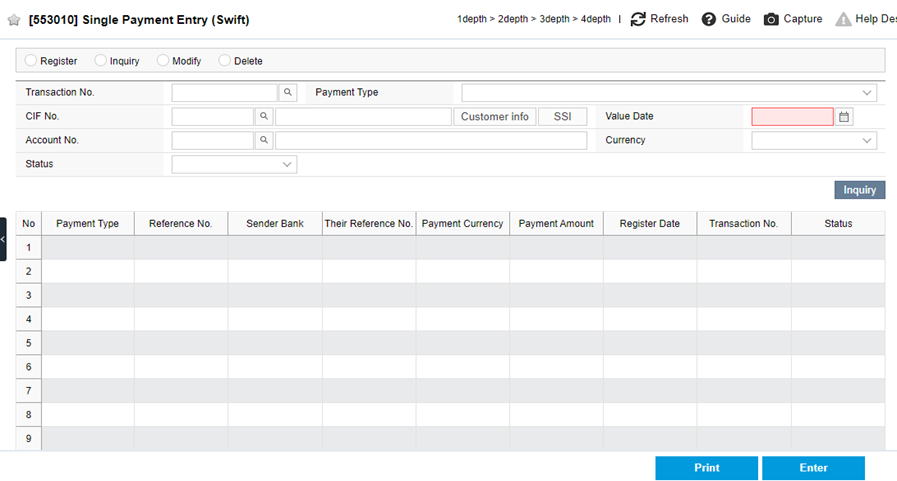 [553010] Single Payment Entry (Swift) 1depth > 2depth > 3depth > 4depth | Refresh Guide Capture Help Des
Register Inquiry Modify Delete
Transaction No. Payment Type
CIF No. Customer info SSI Value Date
Account No. Currency
Status
Inquiry
No Payment Type Reference No. Sender Bank Their Reference No. Payment Currency Payment Amount Register Date Transaction No. Status
1
2
3
4
5
6
7
8
9
Print Enter